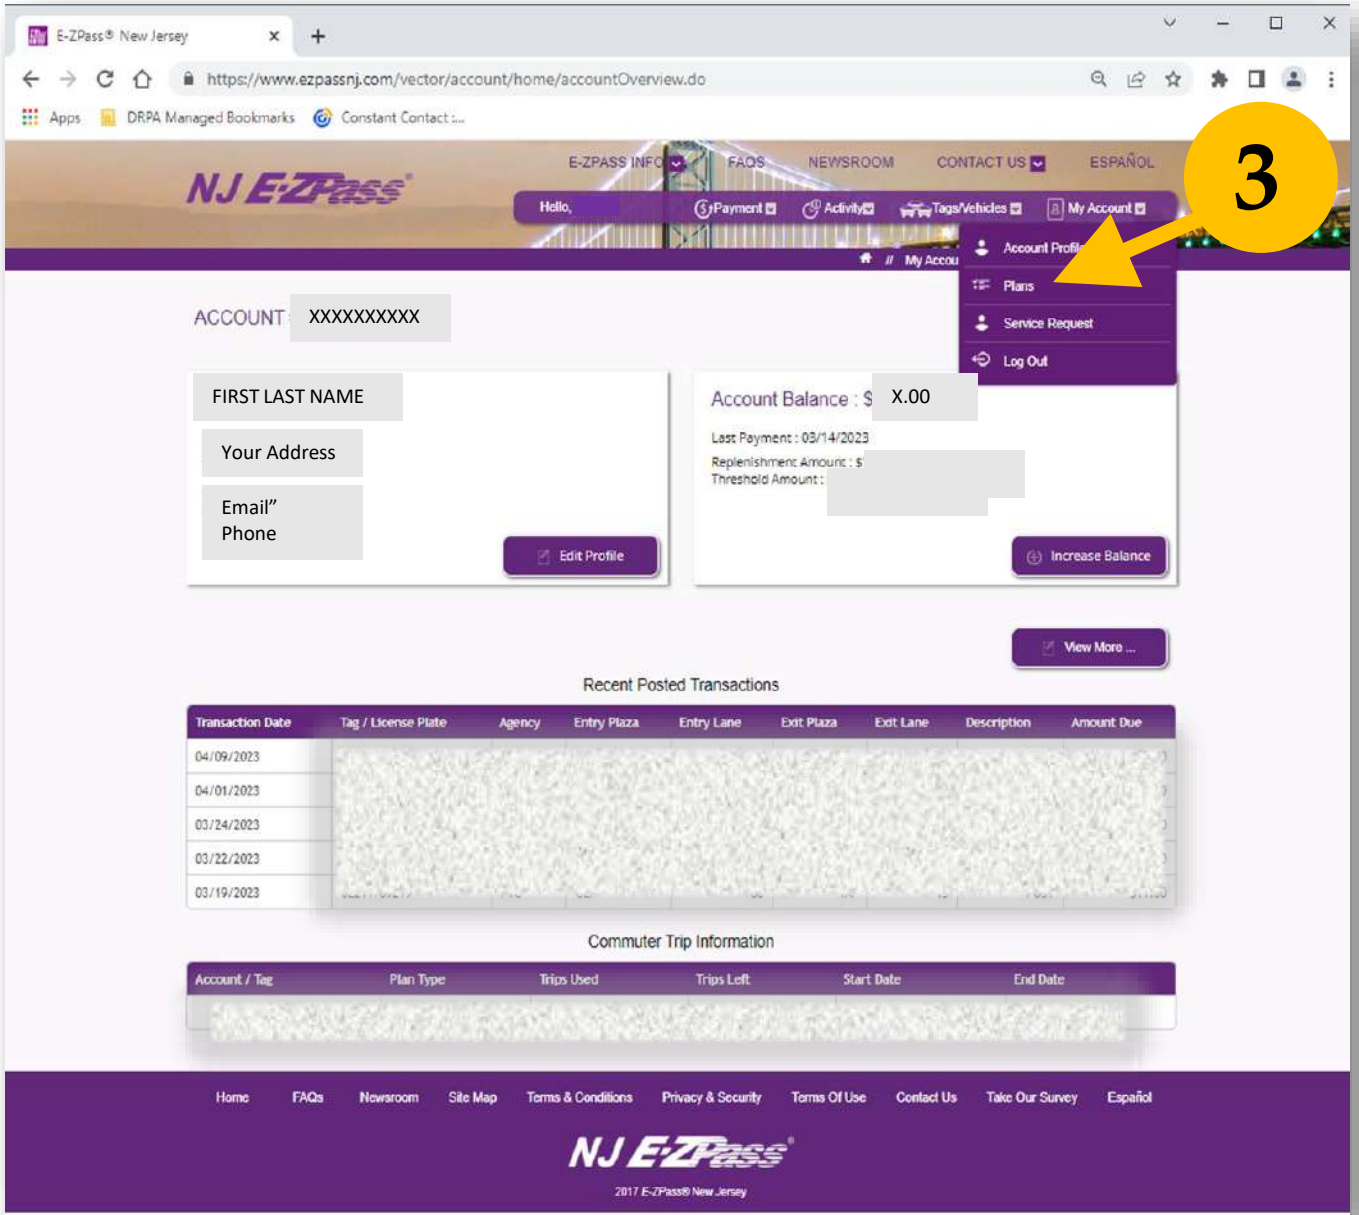 E-ZPass® New Jersey
https://www.ezpassnj.com/vector/account/home/accountOverview.do
Apps DRPA Managed Bookmarks Constant Contact :...
E-ZPASS INFO FAQS NEWSROOM CONTACT US ESPAÑOL
3
NJ E-ZPass®
Hello, Payment Activity Tags/Vehicles My Account
// My Accou
Account Profile
Plans
Service Request
Log Out
ACCOUNT XXXXXXXXXX
FIRST LAST NAME
Your Address
Email”
Phone
Edit Profile
Account Balance : $ X.00
Last Payment : 03/14/2023
Replenishment Amount : $
Threshold Amount :
Increase Balance
View More ...
Recent Posted Transactions
Transaction Date Tag / License Plate Agency Entry Plaza Entry Lane Exit Plaza Exit Lane Description Amount Due
04/09/2023
04/01/2023
03/24/2023
03/22/2023
03/19/2023
Commuter Trip Information
Account / Tag Plan Type Trips Used Trips Left Start Date End Date
Home FAQs Newsroom Site Map Terms & Conditions Privacy & Security Terms Of Use Contact Us Take Our Survey Español
NJ E-ZPass®
2017 E-ZPass® New Jersey